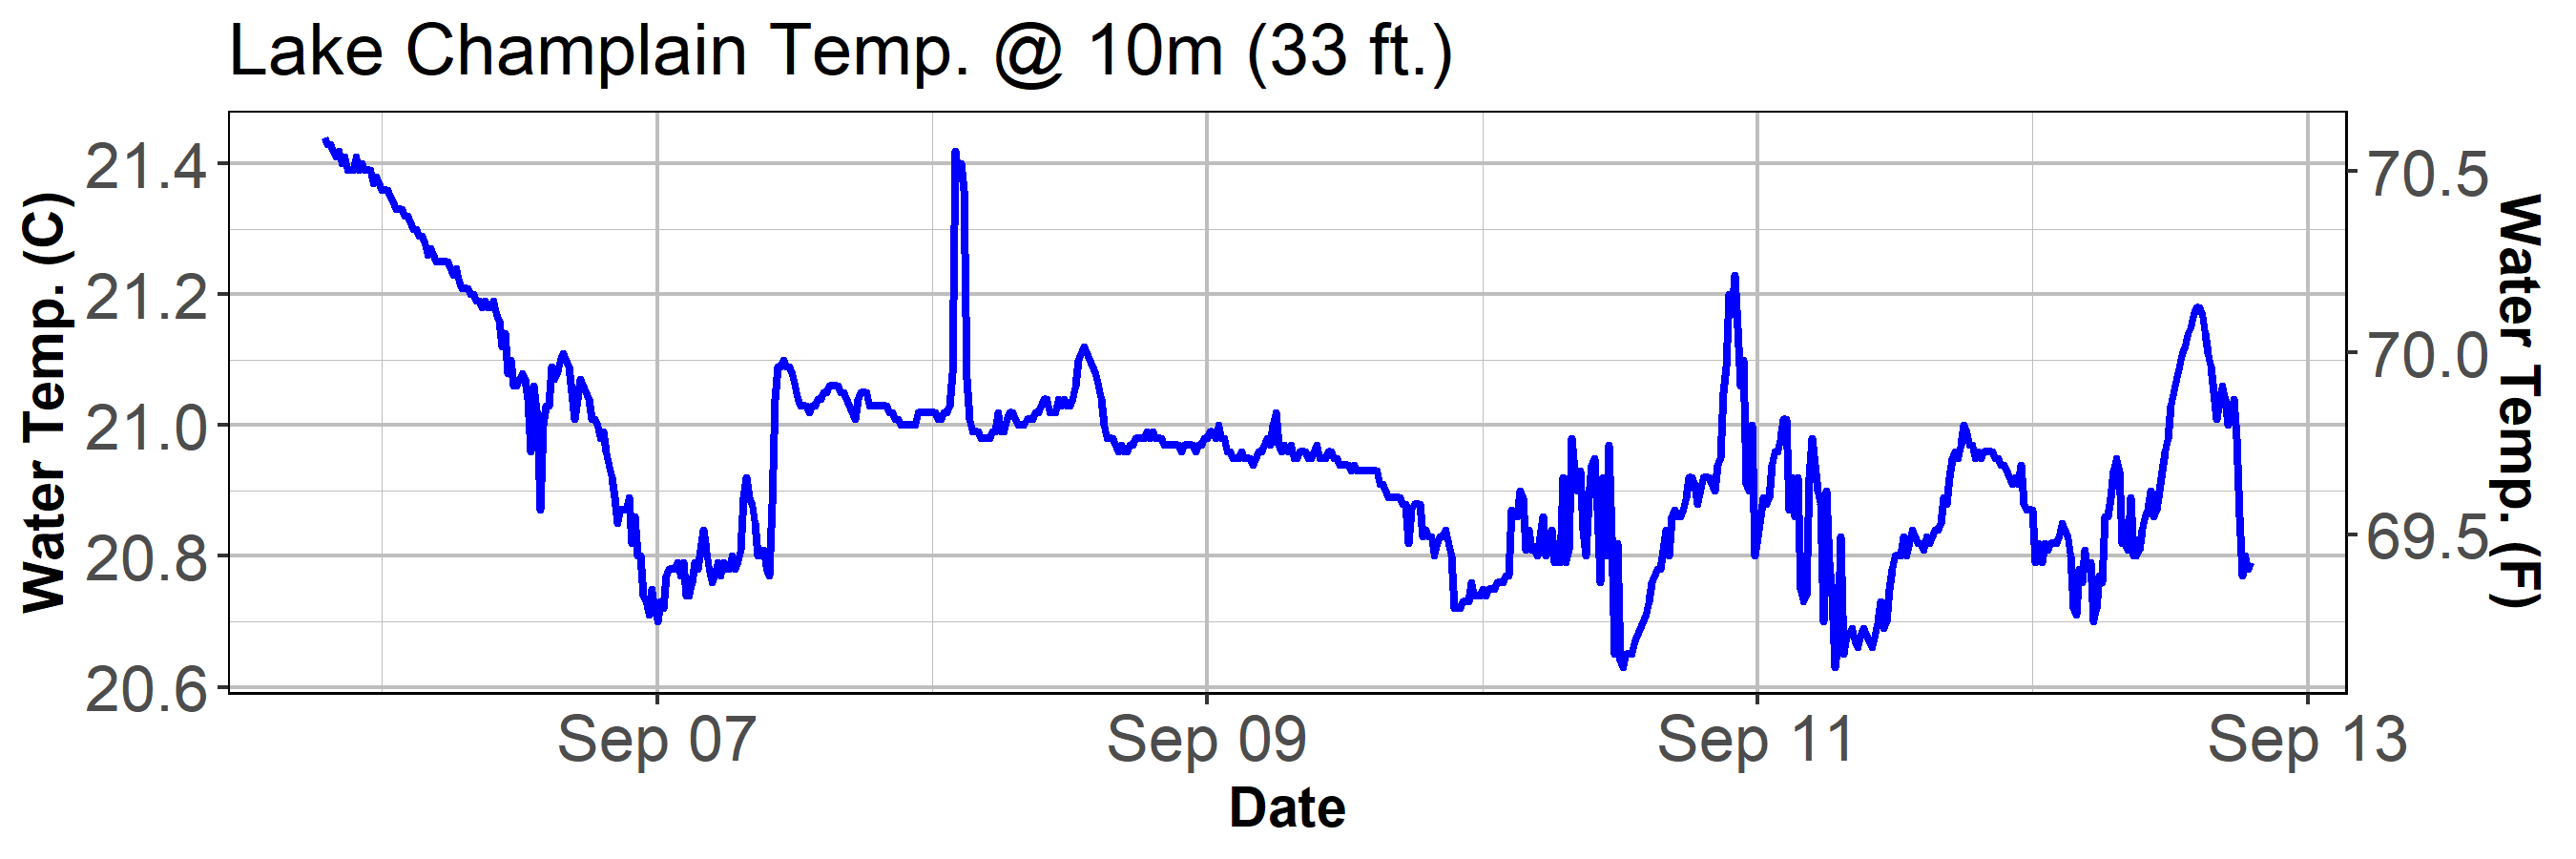 Lake Champlain Temp. @ 10m (33 ft.)
Water Temp. (C)
21.4
21.2
21.0
20.8
20.6
70.5
70.0
69.5
Water Temp. (F)
Sep 07 Sep 09 Sep 11 Sep 13
Date